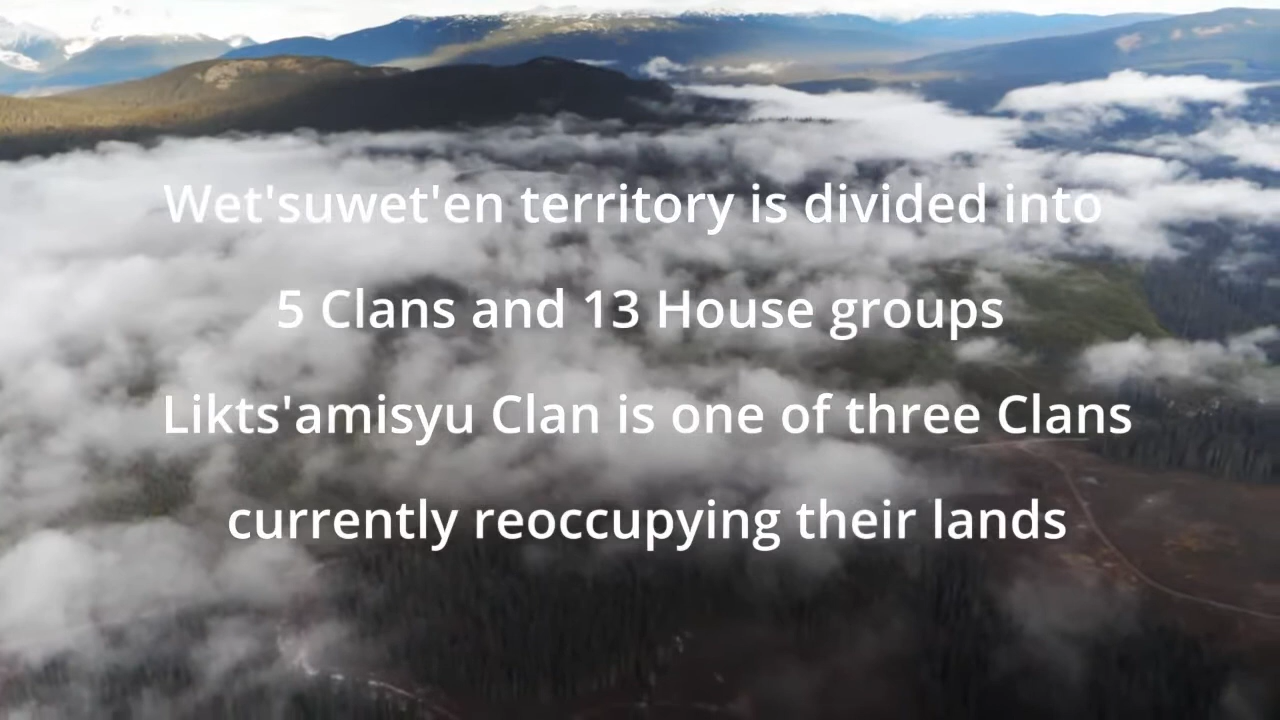 Wet'suwet'en territory is divided into
5 Clans and 13 House groups
Likts'amisyu Clan is one of three Clans
currently reoccupying their lands